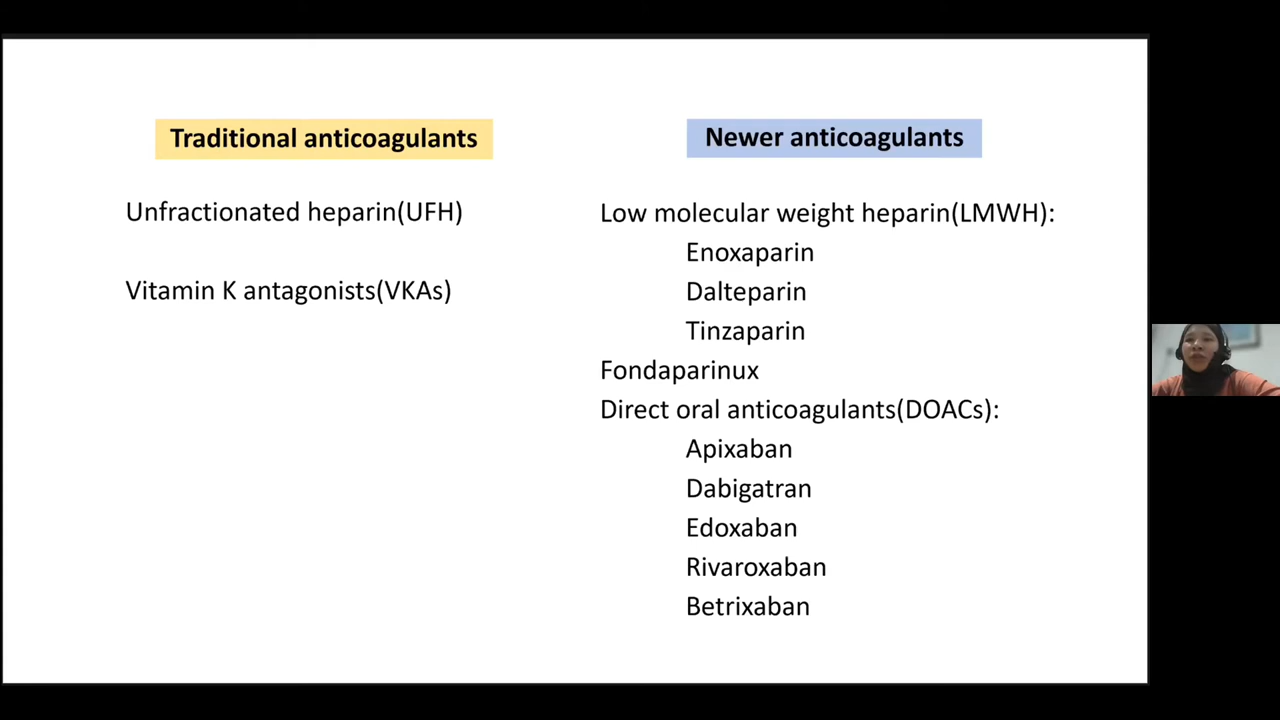 Traditional anticoagulants
Unfractionated heparin(UFH)
Vitamin K antagonists(VKAs)
Newer anticoagulants
Low molecular weight heparin(LMWH):
Enoxaparin
Dalteparin
Tinzaparin
Fondaparinux
Direct oral anticoagulants(DOACs):
Apixaban
Dabigatran
Edoxaban
Rivaroxaban
Betrixaban